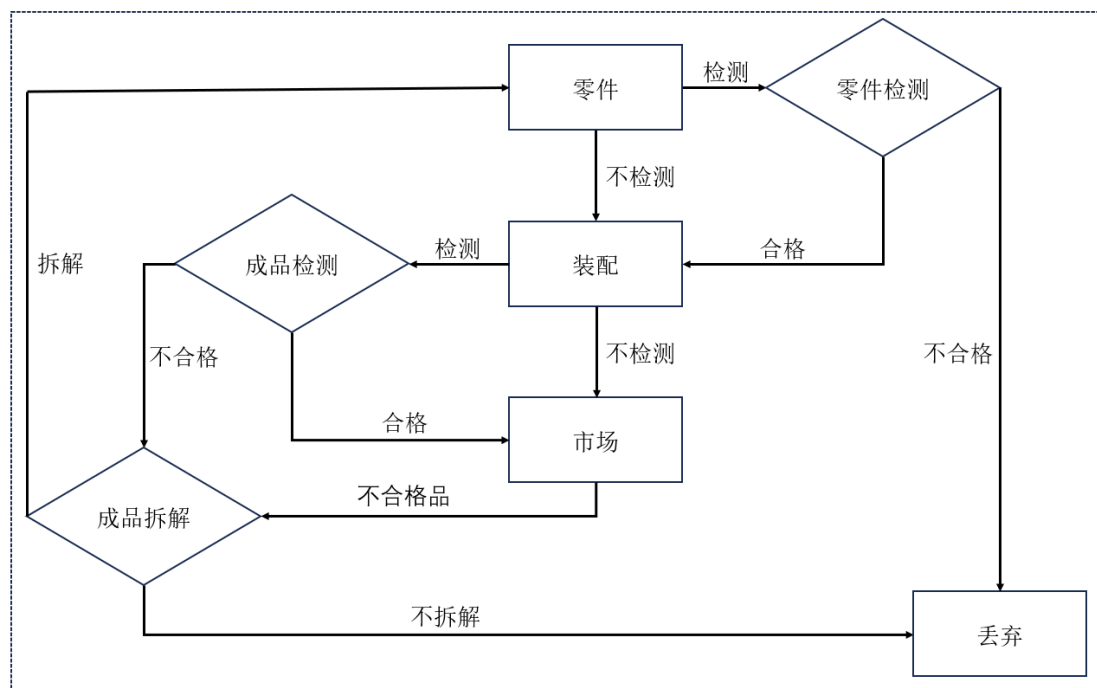 零件
检测
零件检测
不检测
拆解
成品检测
检测
装配
合格
不合格
不检测
不合格
合格
市场
不合格品
成品拆解
不拆解
丢弃